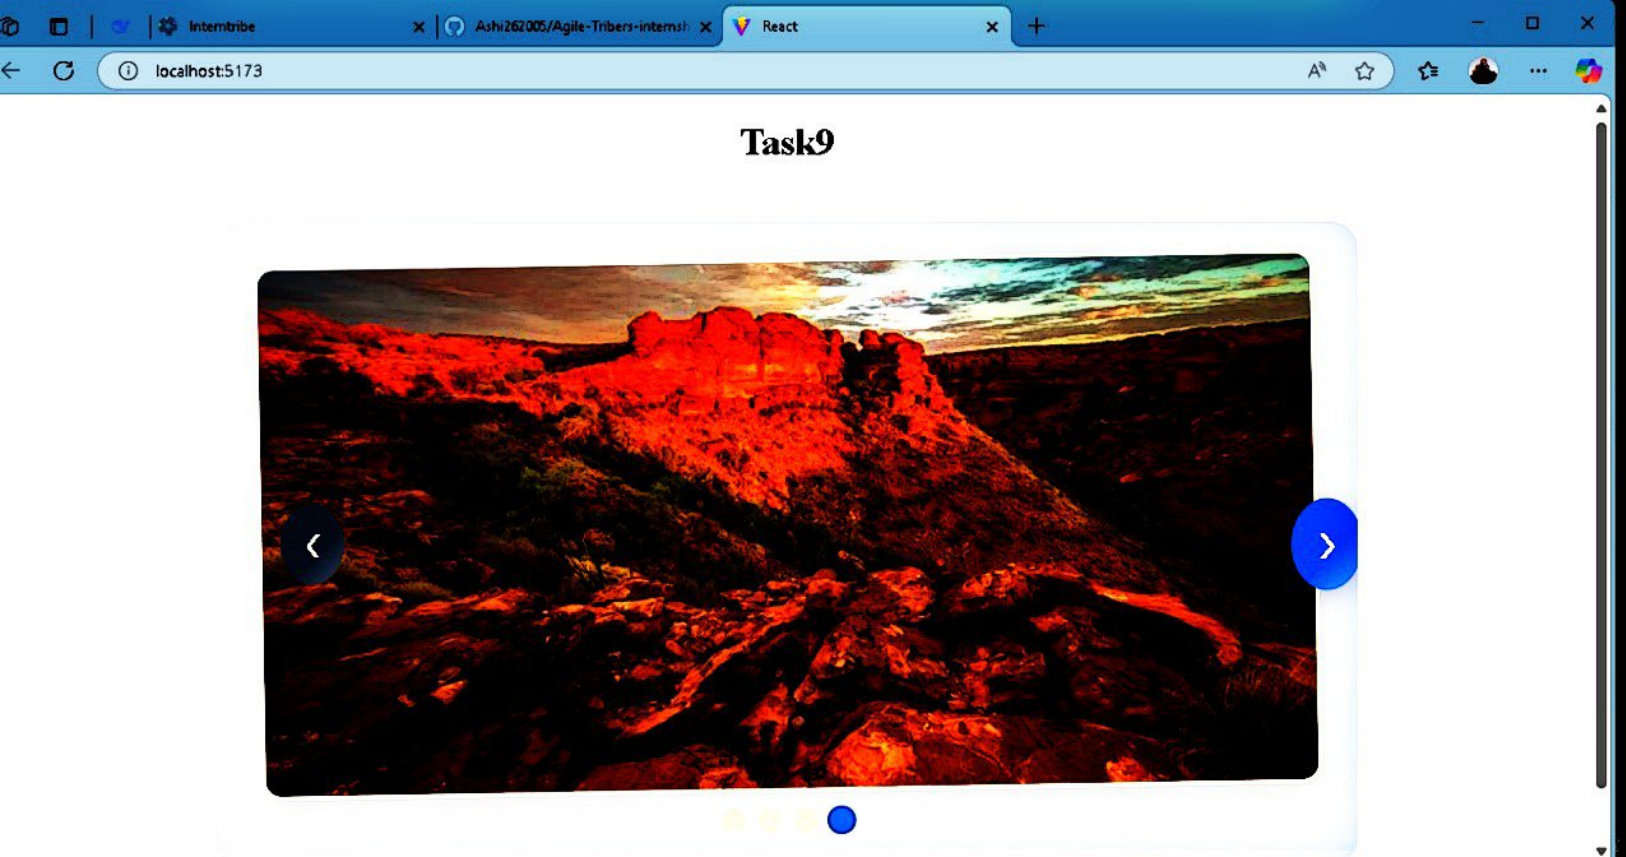 Interntribe
Ashi262005/Agile-Tribers-internsh
React
localhost:5173
Task9